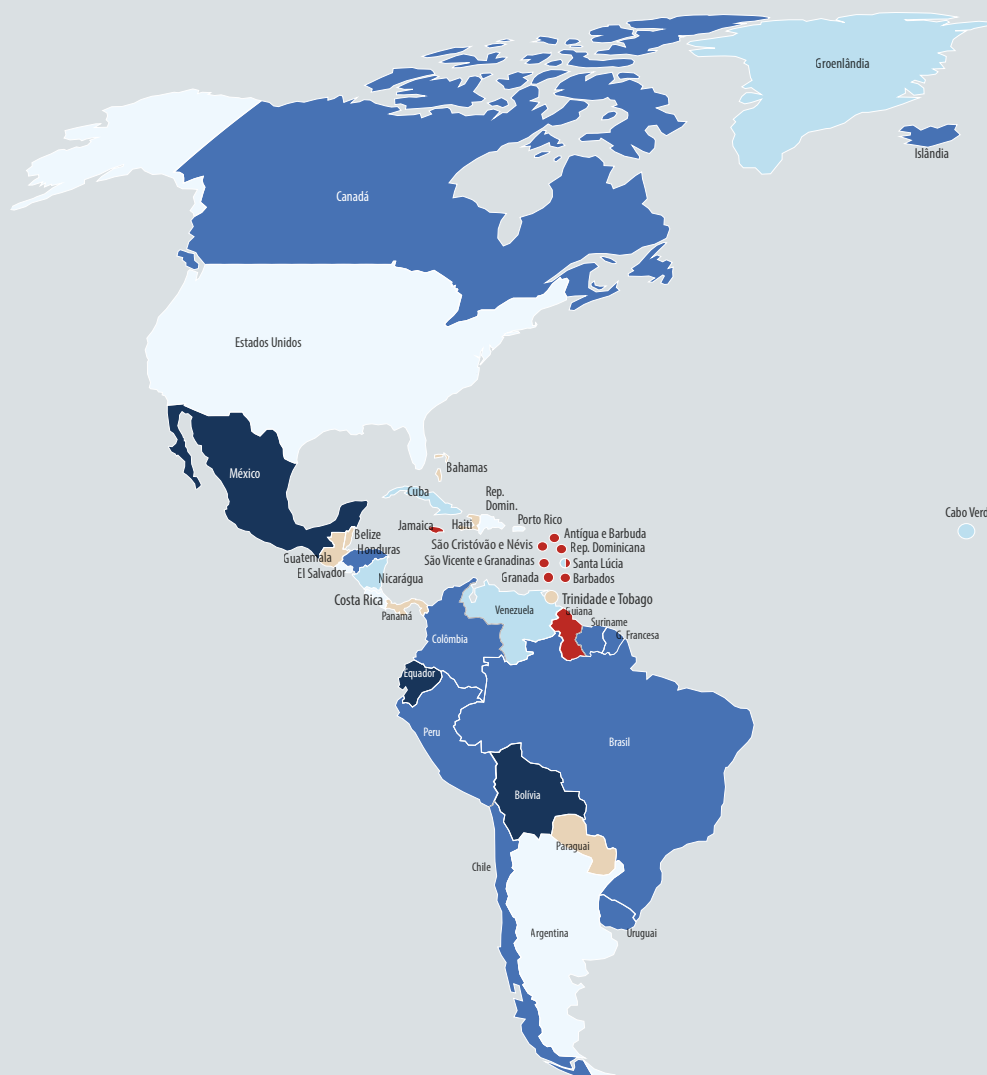 Groenlândia
Islândia
Canadá
Estados Unidos
México
Bahamas
Cuba
Rep.
Domin.
Porto Rico
Cabo Verd
Jamaica
Haiti
Antígua e Barbuda
Belize
São Cristóvão e Névis
Rep. Dominicana
Honduras
Guatemala
São Vicente e Granadinas
Santa Lúcia
El Salvador
Nicarágua
Granada
Barbados
Costa Rica
Trinidade e Tobago
Panamá
Venezuela
Guiana
Suriname
G. Francesa
Colômbia
Equador
Peru
Brasil
Bolívia
Paraguai
Chile
Argentina
Uruguai